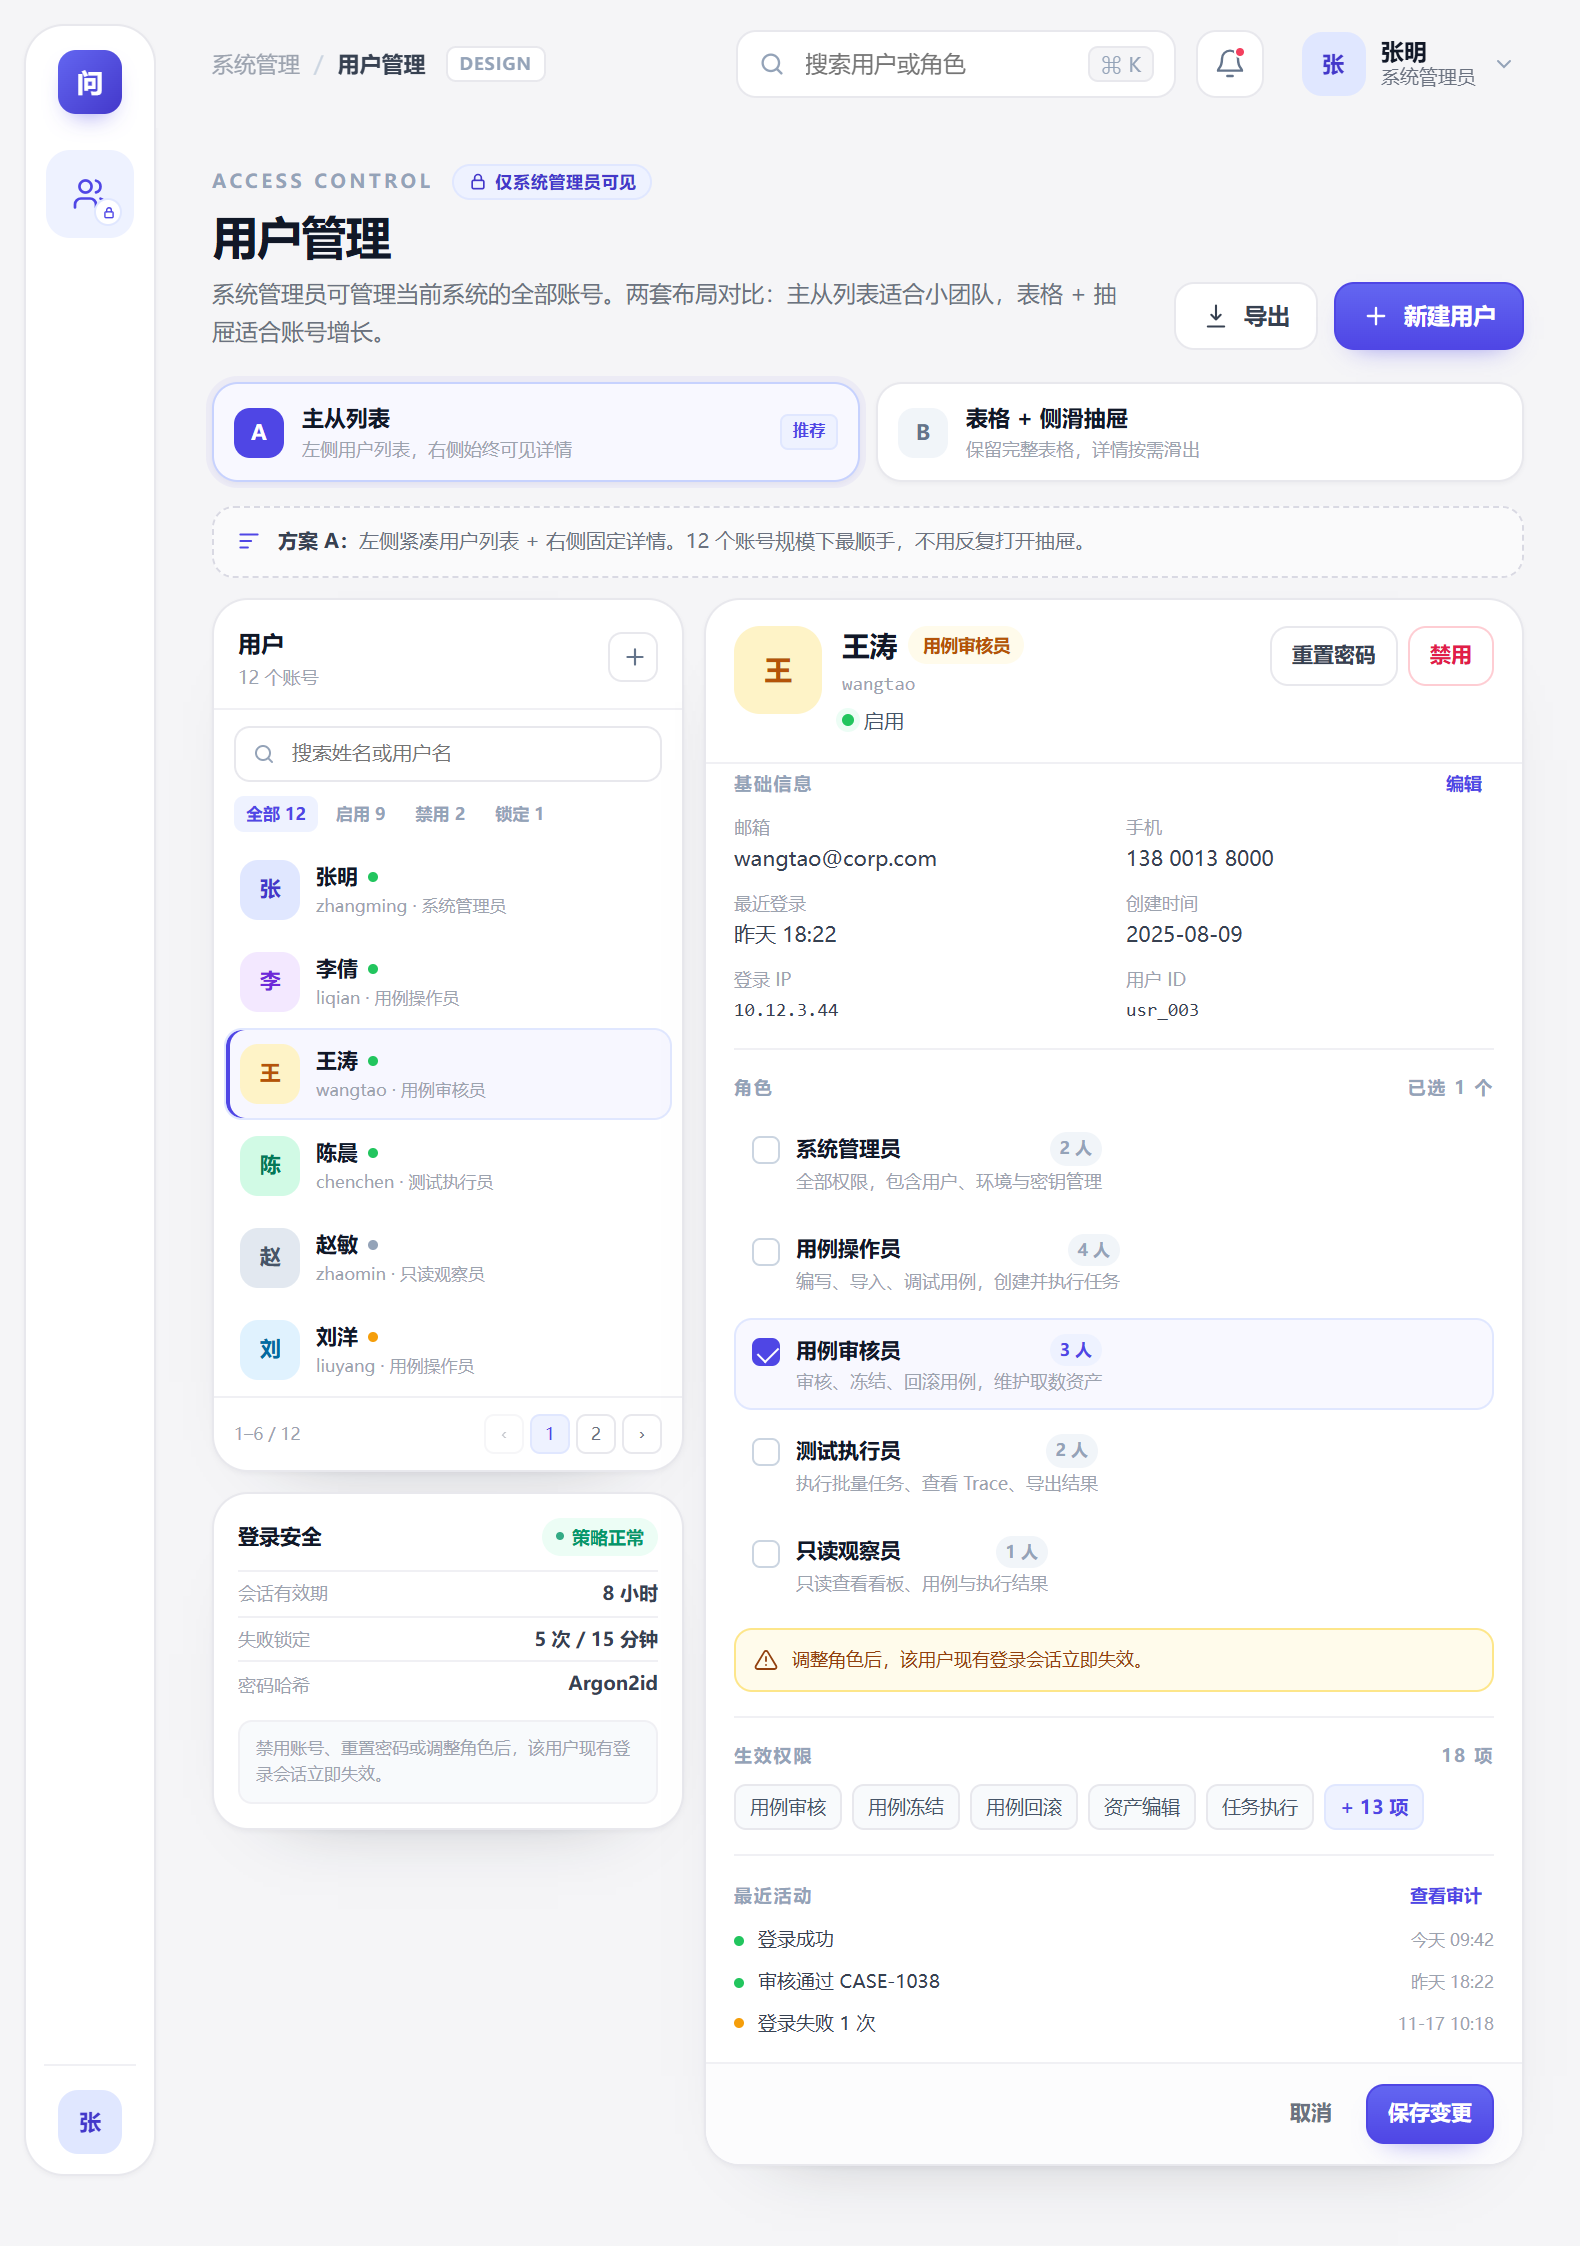 问
系统管理 / 用户管理 DESIGN
搜索用户或角色 ⌘ K
张 张明
系统管理员
ACCESS CONTROL 仅系统管理员可见
用户管理
系统管理员可管理当前系统的全部账号。两套布局对比：主从列表适合小团队，表格 + 抽
屉适合账号增长。
导出
+ 新建用户
A 主从列表
左侧用户列表，右侧始终可见详情
推荐
B 表格 + 侧滑抽屉
保留完整表格，详情按需滑出
方案 A：左侧紧凑用户列表 + 右侧固定详情。12 个账号规模下最顺手，不用反复打开抽屉。
用户
12 个账号
+
搜索姓名或用户名
全部 12 启用 9 禁用 2 锁定 1
张 张明
zhangming · 系统管理员
李 李倩
liqian · 用例操作员
王 王涛
wangtao · 用例审核员
陈 陈晨
chenchen · 测试执行员
赵 赵敏
zhaomin · 只读观察员
刘 刘洋
liuyang · 用例操作员
1–6 / 12 ‹ 1 2 ›
登录安全 策略正常
会话有效期 8 小时
失败锁定 5 次 / 15 分钟
密码哈希 Argon2id
禁用账号、重置密码或调整角色后，该用户现有登
录会话立即失效。
王 王涛 用例审核员
wangtao
启用
重置密码 禁用
基础信息 编辑
邮箱 手机
wangtao@corp.com 138 0013 8000
最近登录 创建时间
昨天 18:22 2025-08-09
登录 IP 用户 ID
10.12.3.44 usr_003
角色 已选 1 个
系统管理员 2 人
全部权限，包含用户、环境与密钥管理
用例操作员 4 人
编写、导入、调试用例，创建并执行任务
用例审核员 3 人
审核、冻结、回滚用例，维护取数资产
测试执行员 2 人
执行批量任务、查看 Trace、导出结果
只读观察员 1 人
只读查看看板、用例与执行结果
调整角色后，该用户现有登录会话立即失效。
生效权限 18 项
用例审核 用例冻结 用例回滚 资产编辑 任务执行 + 13 项
最近活动 查看审计
登录成功 今天 09:42
审核通过 CASE-1038 昨天 18:22
登录失败 1 次 11-17 10:18
取消 保存变更
张